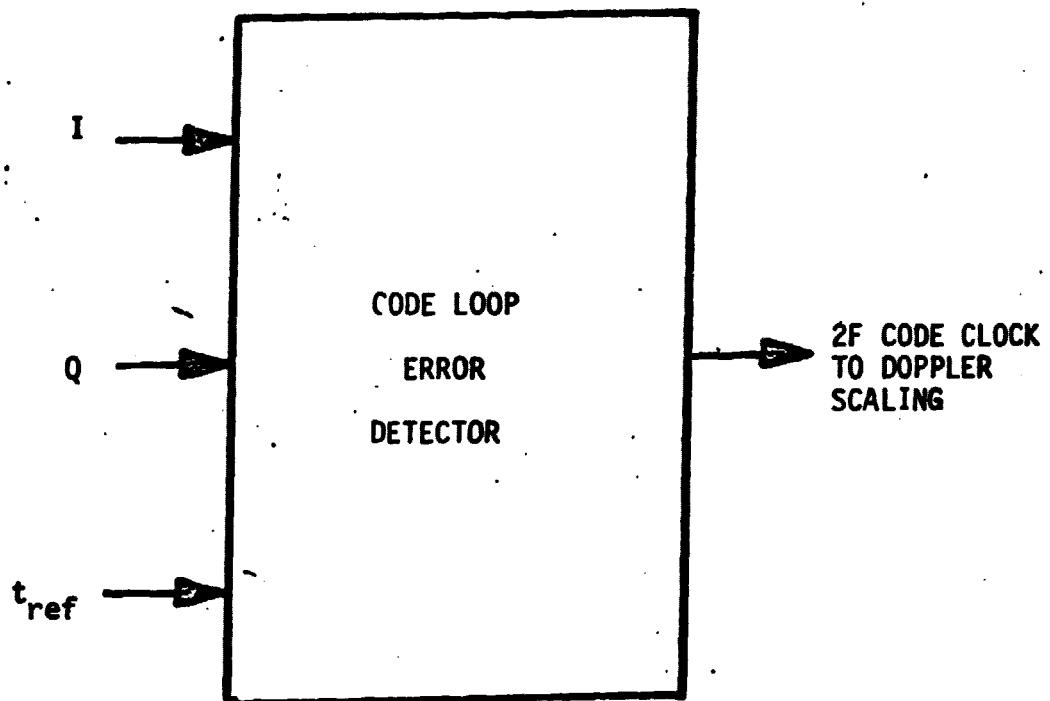 I
Q
t_ref
CODE LOOP
ERROR
DETECTOR
2F CODE CLOCK
TO DOPPLER
SCALING